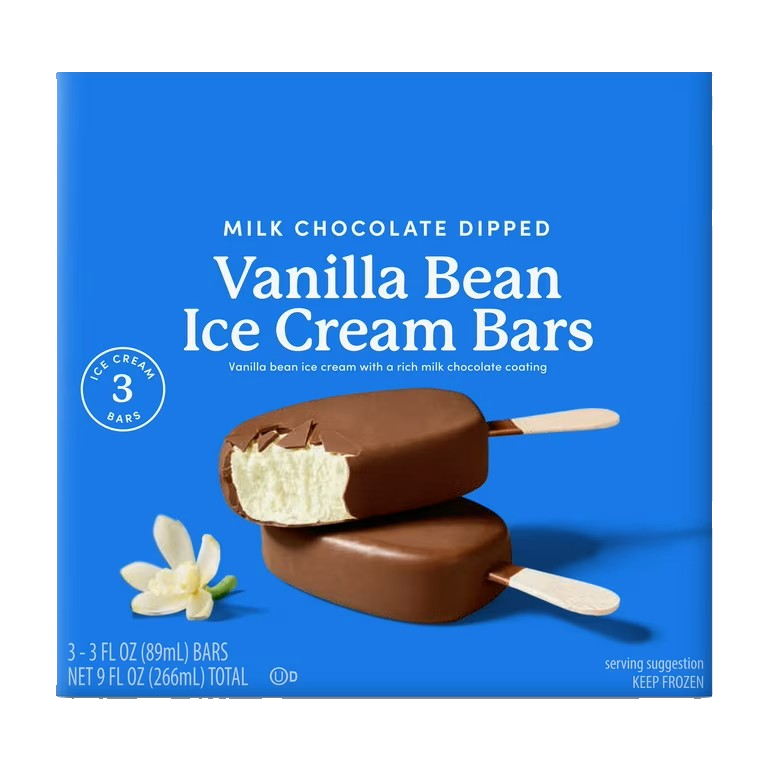 MILK CHOCOLATE DIPPED
Vanilla Bean
Ice Cream Bars
Vanilla bean ice cream with a rich milk chocolate coating
ICE CREAM
3
BARS
3 - 3 FL OZ (89mL) BARS
NET 9 FL OZ (266mL) TOTAL
U D
serving suggestion
KEEP FROZEN